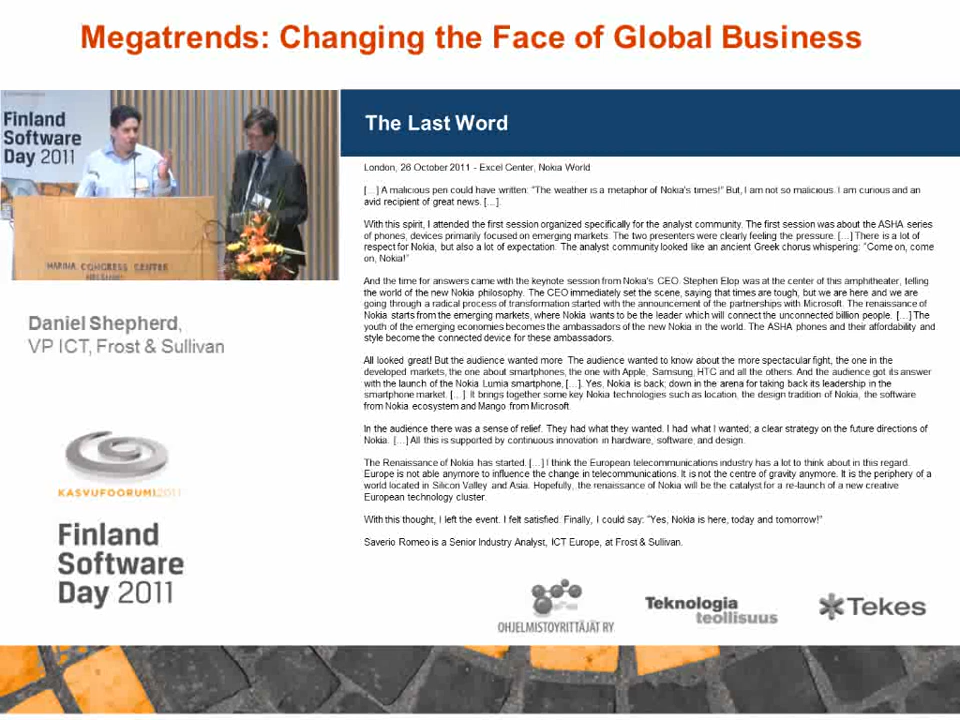 Megatrends: Changing the Face of Global Business
Finland
Software
Day 2011
MARINA CONGRESS CENTER
Daniel Shepherd,
VP ICT, Frost & Sullivan
KASVUFOORUMI2011
Finland
Software
Day 2011
The Last Word
London, 26 October 2011 - Excel Center, Nokia World
[…] A malicious pen could have written: "The weather is a metaphor of Nokia's times!" But, I am not so malicious. I am curious and an
avid recipient of great news. […].
With this spirit, I attended the first session organized specifically for the analyst community. The first session was about the ASHA series
of phones, devices primarily focused on emerging markets. The two presenters were clearly feeling the pressure. […] There is a lot of
respect for Nokia, but also a lot of expectation. The analyst community looked like an ancient Greek chorus whispering: "Come on, come
on, Nokia!"
And the time for answers came with the keynote session from Nokia's CEO. Stephen Elop was at the center of this amphitheater, telling
the world of the new Nokia philosophy. The CEO immediately set the scene, saying that times are tough, but we are here and we are
going through a radical process of transformation started with the announcement of the partnerships with Microsoft. The renaissance of
Nokia starts from the emerging markets, where Nokia wants to be the leader which will connect the unconnected billion people. […] The
youth of the emerging economies becomes the ambassadors of the new Nokia in the world. The ASHA phones and their affordability and
style become the connected device for these ambassadors.
All looked great! But the audience wanted more. The audience wanted to know about the more spectacular fight, the one in the
developed markets, the one about smartphones, the one with Apple, Samsung, HTC and all the others. And the audience got its answer
with the launch of the Nokia Lumia smartphone, […]. Yes, Nokia is back; down in the arena for taking back its leadership in the
smartphone market. […] It brings together some key Nokia technologies such as location, the design tradition of Nokia, the software
from Nokia ecosystem and Mango from Microsoft
In the audience there was a sense of relief. They had what they wanted. I had what I wanted; a clear strategy on the future directions of
Nokia. […] All this is supported by continuous innovation in hardware, software, and design.
The Renaissance of Nokia has started. […] I think the European telecommunications industry has a lot to think about in this regard.
Europe is not able anymore to influence the change in telecommunications. It is not the centre of gravity anymore. It is the periphery of a
world located in Silicon Valley and Asia. Hopefully, the renaissance of Nokia will be the catalyst for a re-launch of a new creative
European technology cluster.
With this thought, I left the event. I felt satisfied. Finally, I could say: "Yes, Nokia is here, today and tomorrow!"
Saverio Romeo is a Senior Industry Analyst, ICT Europe, at Frost & Sullivan.
OHJELMISTOYRITTÄJÄT RY
Teknologia
teollisuus
Tekes